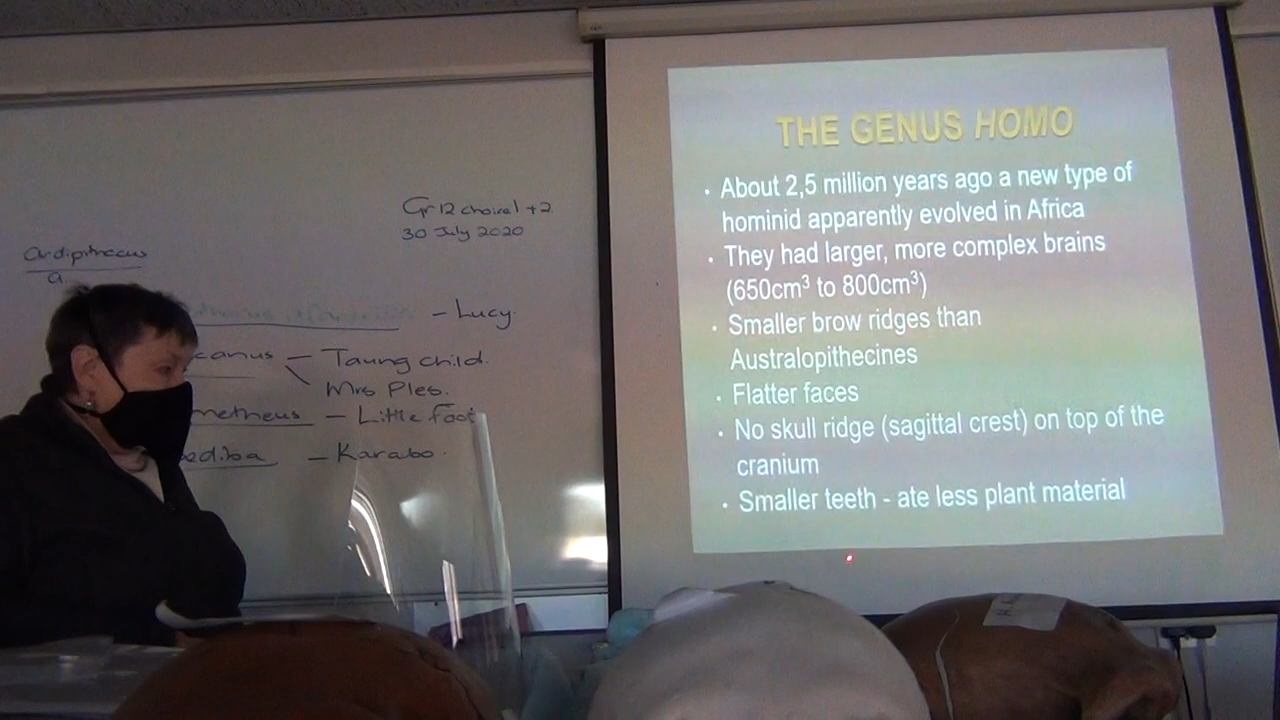 Gr 12 choirel +2
30 July 2020
a
— Lucy.
canus — Taung child.
Mrs Ples.
metheus — Little foot
ediba — Karabo.
THE GENUS HOMO
• About 2,5 million years ago a new type of
hominid apparently evolved in Africa
• They had larger, more complex brains
(650cm³ to 800cm³)
• Smaller brow ridges than
Australopithecines
• Flatter faces
• No skull ridge (sagittal crest) on top of the
cranium
• Smaller teeth - ate less plant material